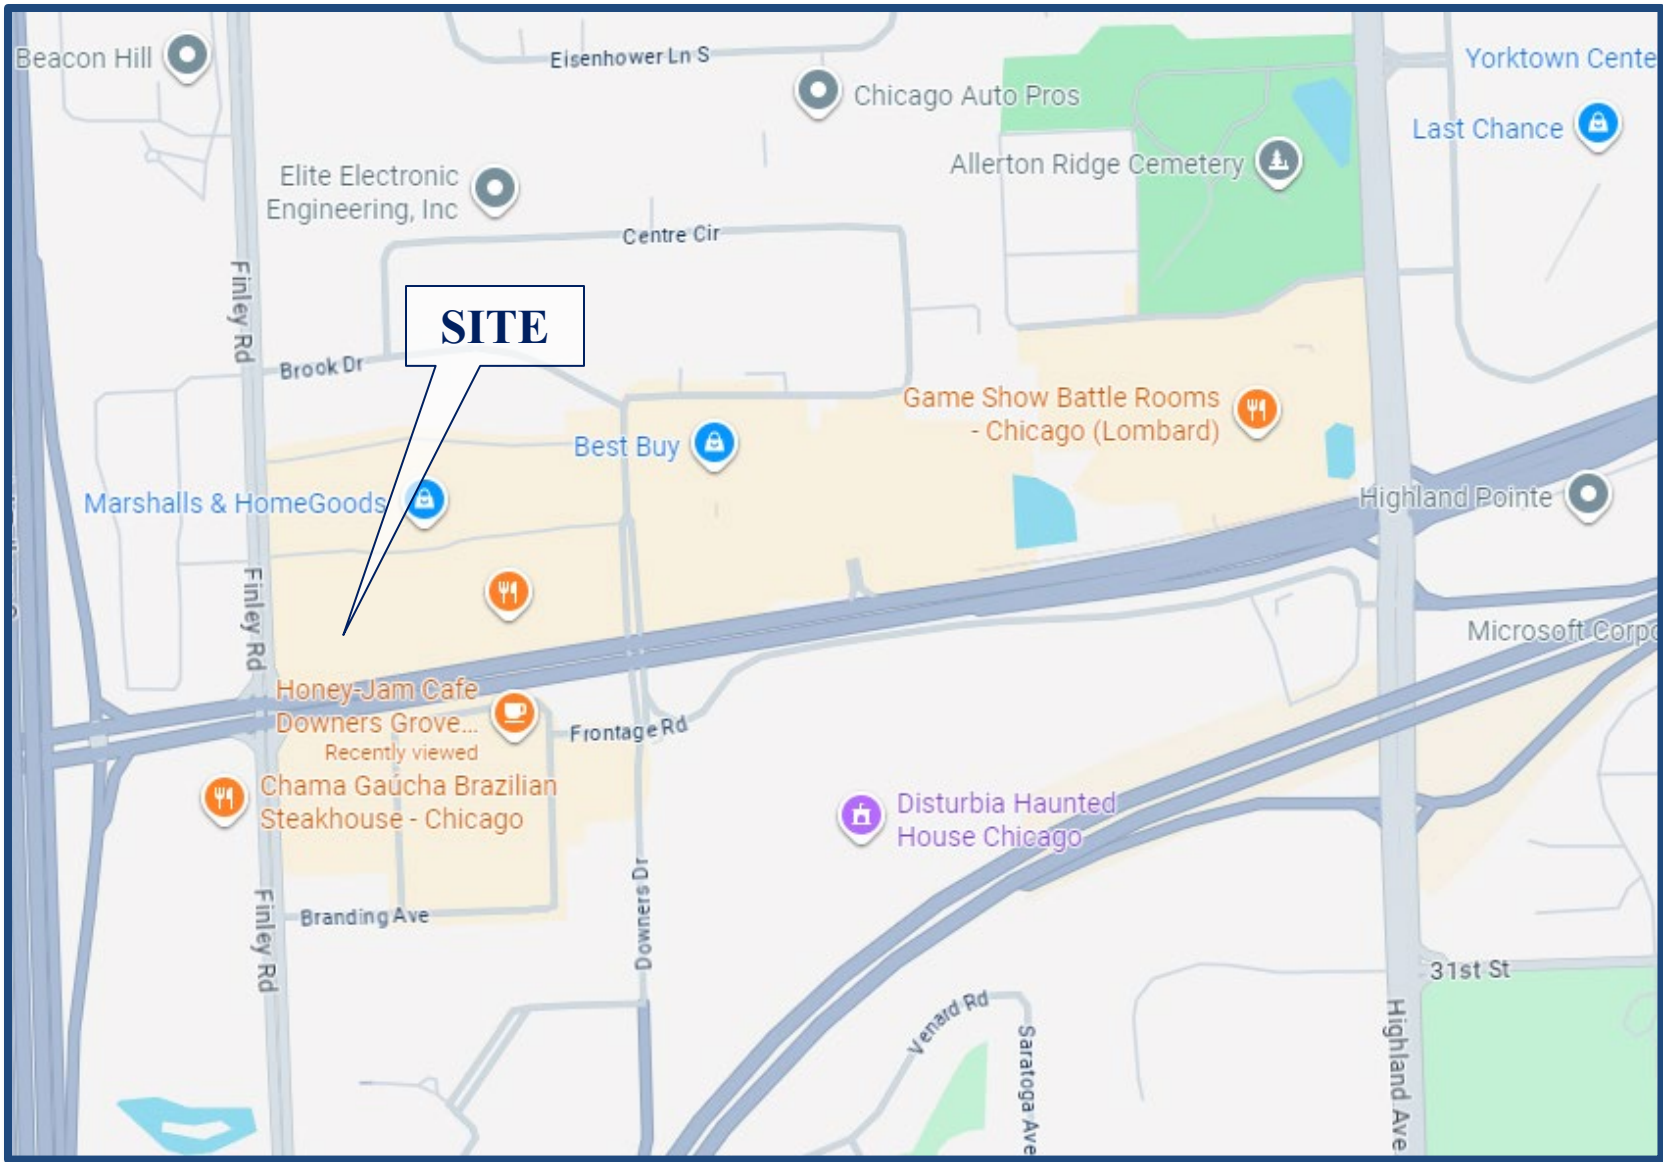 Beacon Hill
Eisenhower Ln S
Yorktown Cente
Chicago Auto Pros
Last Chance
Allerton Ridge Cemetery
Elite Electronic
Engineering, Inc
Centre Cir
Finley Rd
SITE
Brook Dr
Game Show Battle Rooms
- Chicago (Lombard)
Best Buy
Marshalls & HomeGoods
Highland Pointe
Finley Rd
Microsoft Corpo
Honey-Jam Cafe
Downers Grove...
Recently viewed
Frontage Rd
Chama Gaucha Brazilian
Steakhouse - Chicago
Disturbia Haunted
House Chicago
Downers Dr
Branding Ave
Finley Rd
31st St
Venard Rd
Saratoga Ave
Highland Ave